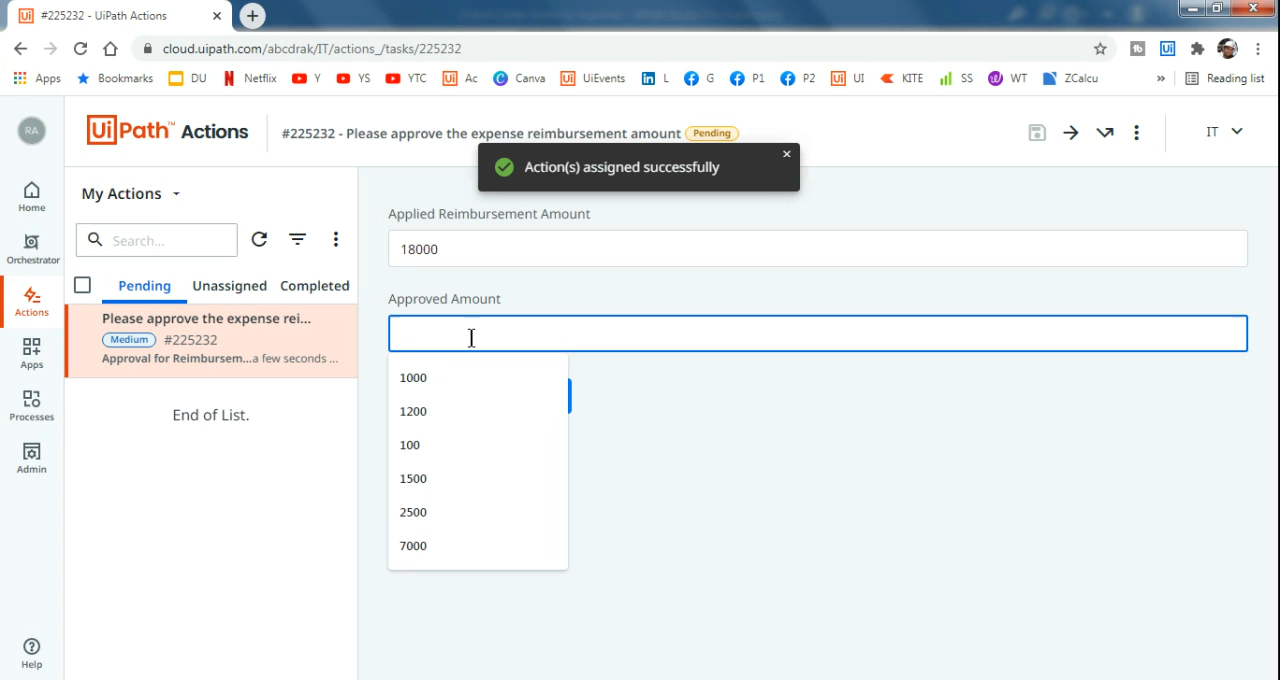 #225232 - UiPath Actions
cloud.uipath.com/abcdrak/IT/actions_/tasks/225232
Apps Bookmarks DU Netflix Y YS YTC Ac Canva UiEvents L G P1 P2 UI KITE SS WT ZCalcu » Reading list
RA
UiPath™ Actions
#225232 - Please approve the expense reimbursement amount Pending
IT
Action(s) assigned successfully
Home
Orchestrator
Actions
Apps
Processes
Admin
Help
My Actions
Search...
Pending Unassigned Completed
Please approve the expense rei...
Medium #225232
Approval for Reimbursem...a few seconds ...
End of List.
Applied Reimbursement Amount
18000
Approved Amount
1000
1200
100
1500
2500
7000